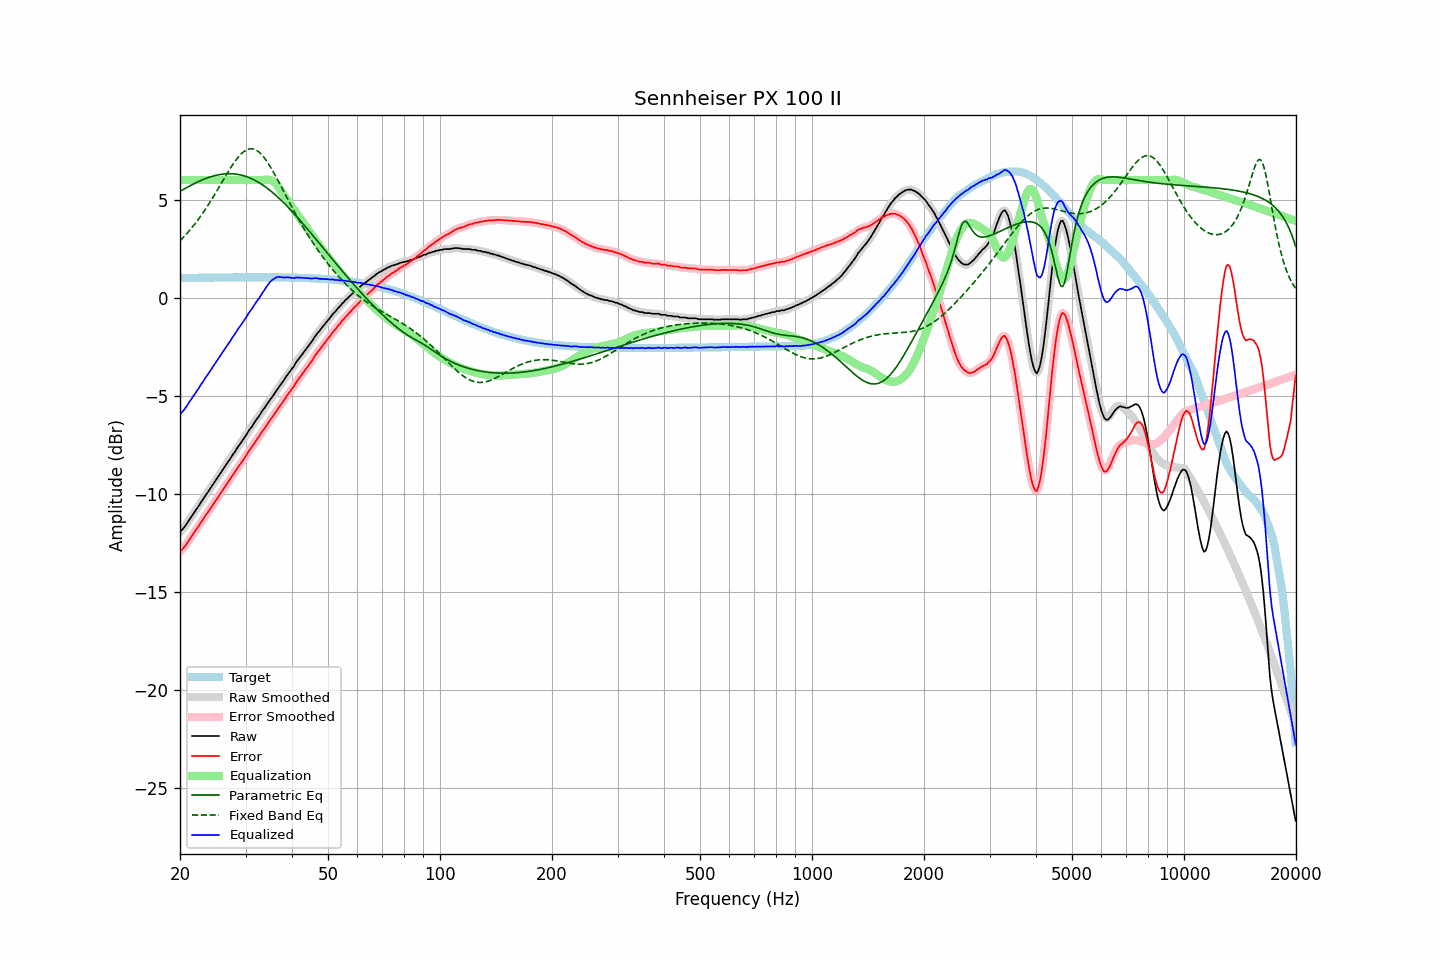 Sennheiser PX 100 II
Amplitude (dBr)
5
0
−5
−10
−15
−20
−25
Target
Raw Smoothed
Error Smoothed
Raw
Error
Equalization
Parametric Eq
Fixed Band Eq
Equalized
20 50 100 200 500 1000 2000 5000 10000 20000
Frequency (Hz)